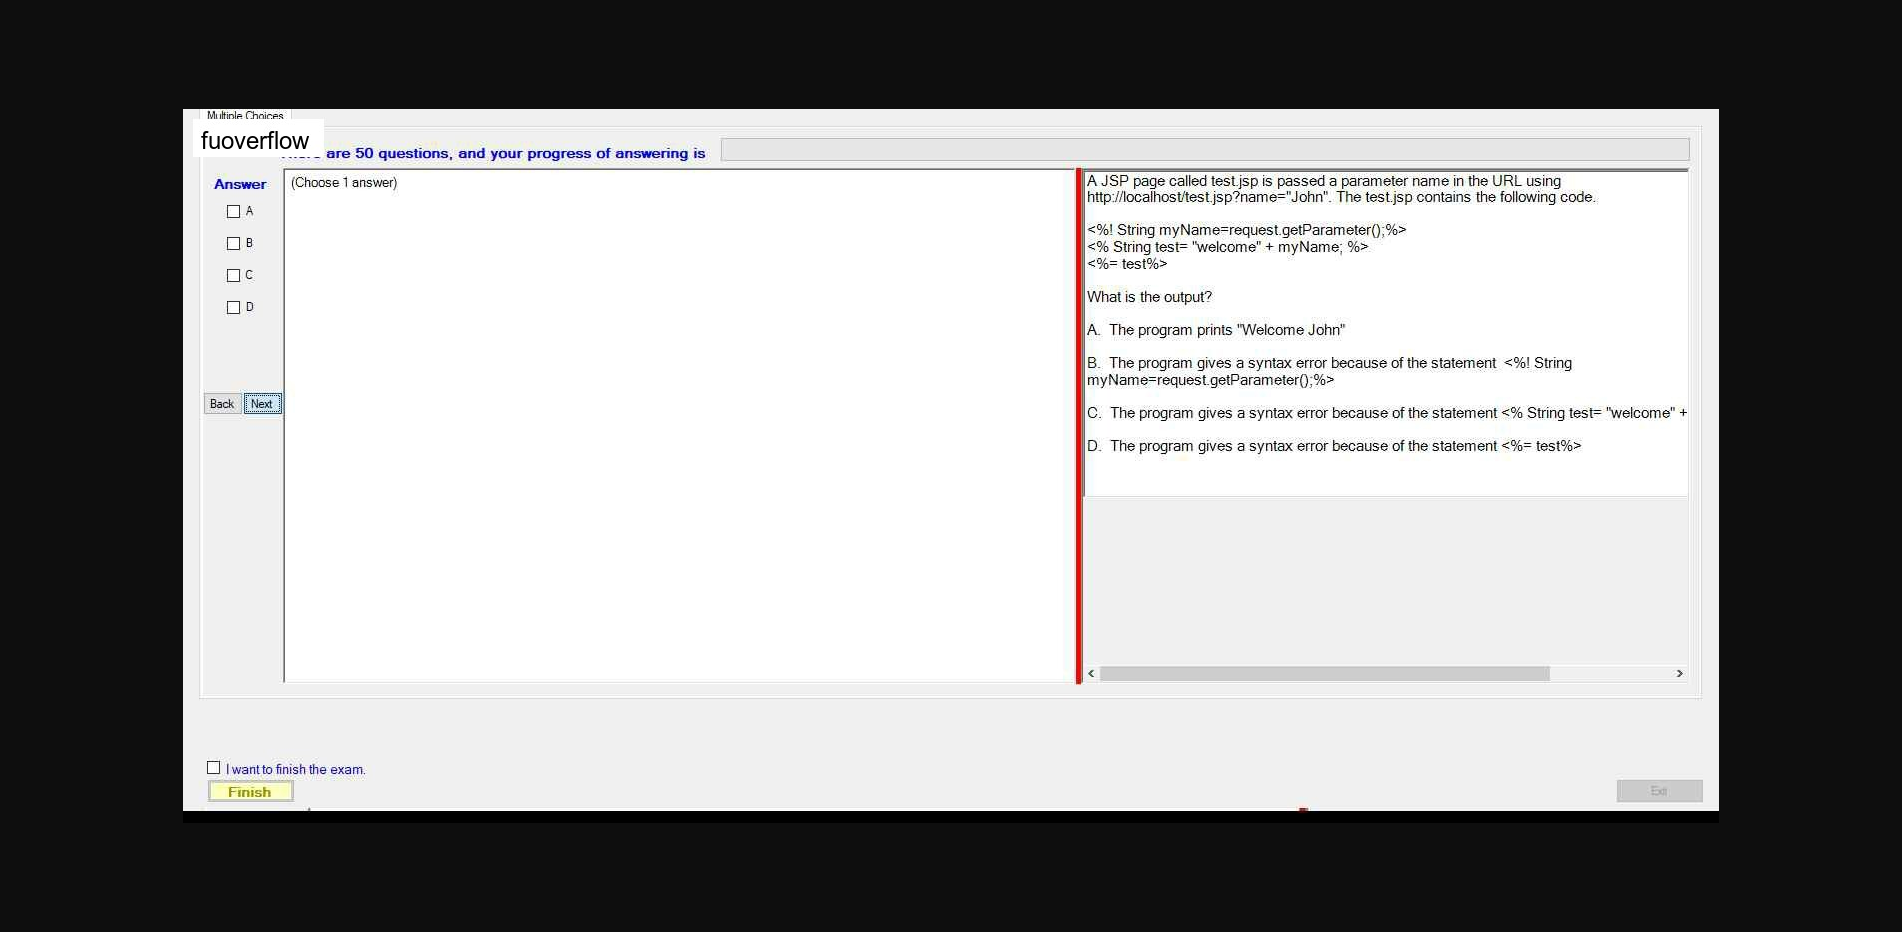 Multiple Choices
fuoverflow
are 50 questions, and your progress of answering is
Answer
(Choose 1 answer)
A
B
C
D
Back Next
A JSP page called test.jsp is passed a parameter name in the URL using
http://localhost/test.jsp?name="John". The test.jsp contains the following code.
<%! String myName=request.getParameter();%>
<% String test= "welcome" + myName; %>
<%= test%>
What is the output?
A. The program prints "Welcome John"
B. The program gives a syntax error because of the statement <%! String
myName=request.getParameter();%>
C. The program gives a syntax error because of the statement <% String test= "welcome" +
D. The program gives a syntax error because of the statement <%= test%>
I want to finish the exam.
Finish
Exit